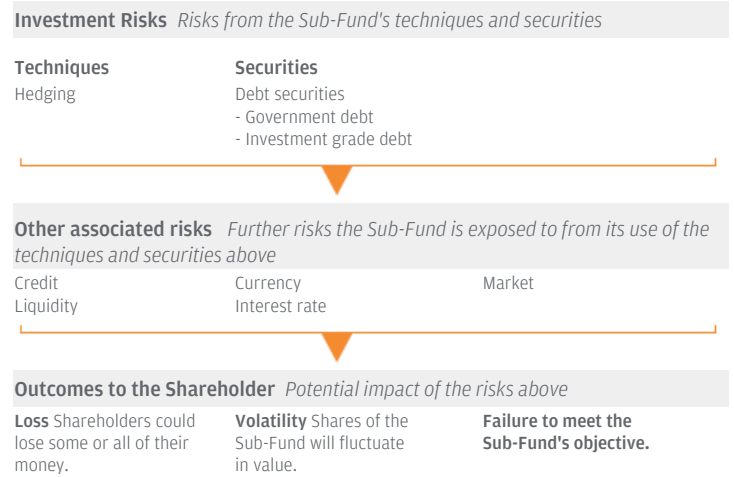 Investment Risks Risks from the Sub-Fund's techniques and securities
Techniques
Hedging
Securities
Debt securities
- Government debt
- Investment grade debt
Other associated risks Further risks the Sub-Fund is exposed to from its use of the
techniques and securities above
Credit
Liquidity
Currency
Interest rate
Market
Outcomes to the Shareholder Potential impact of the risks above
Loss Shareholders could
lose some or all of their
money.
Volatility Shares of the
Sub-Fund will fluctuate
in value.
Failure to meet the
Sub-Fund's objective.